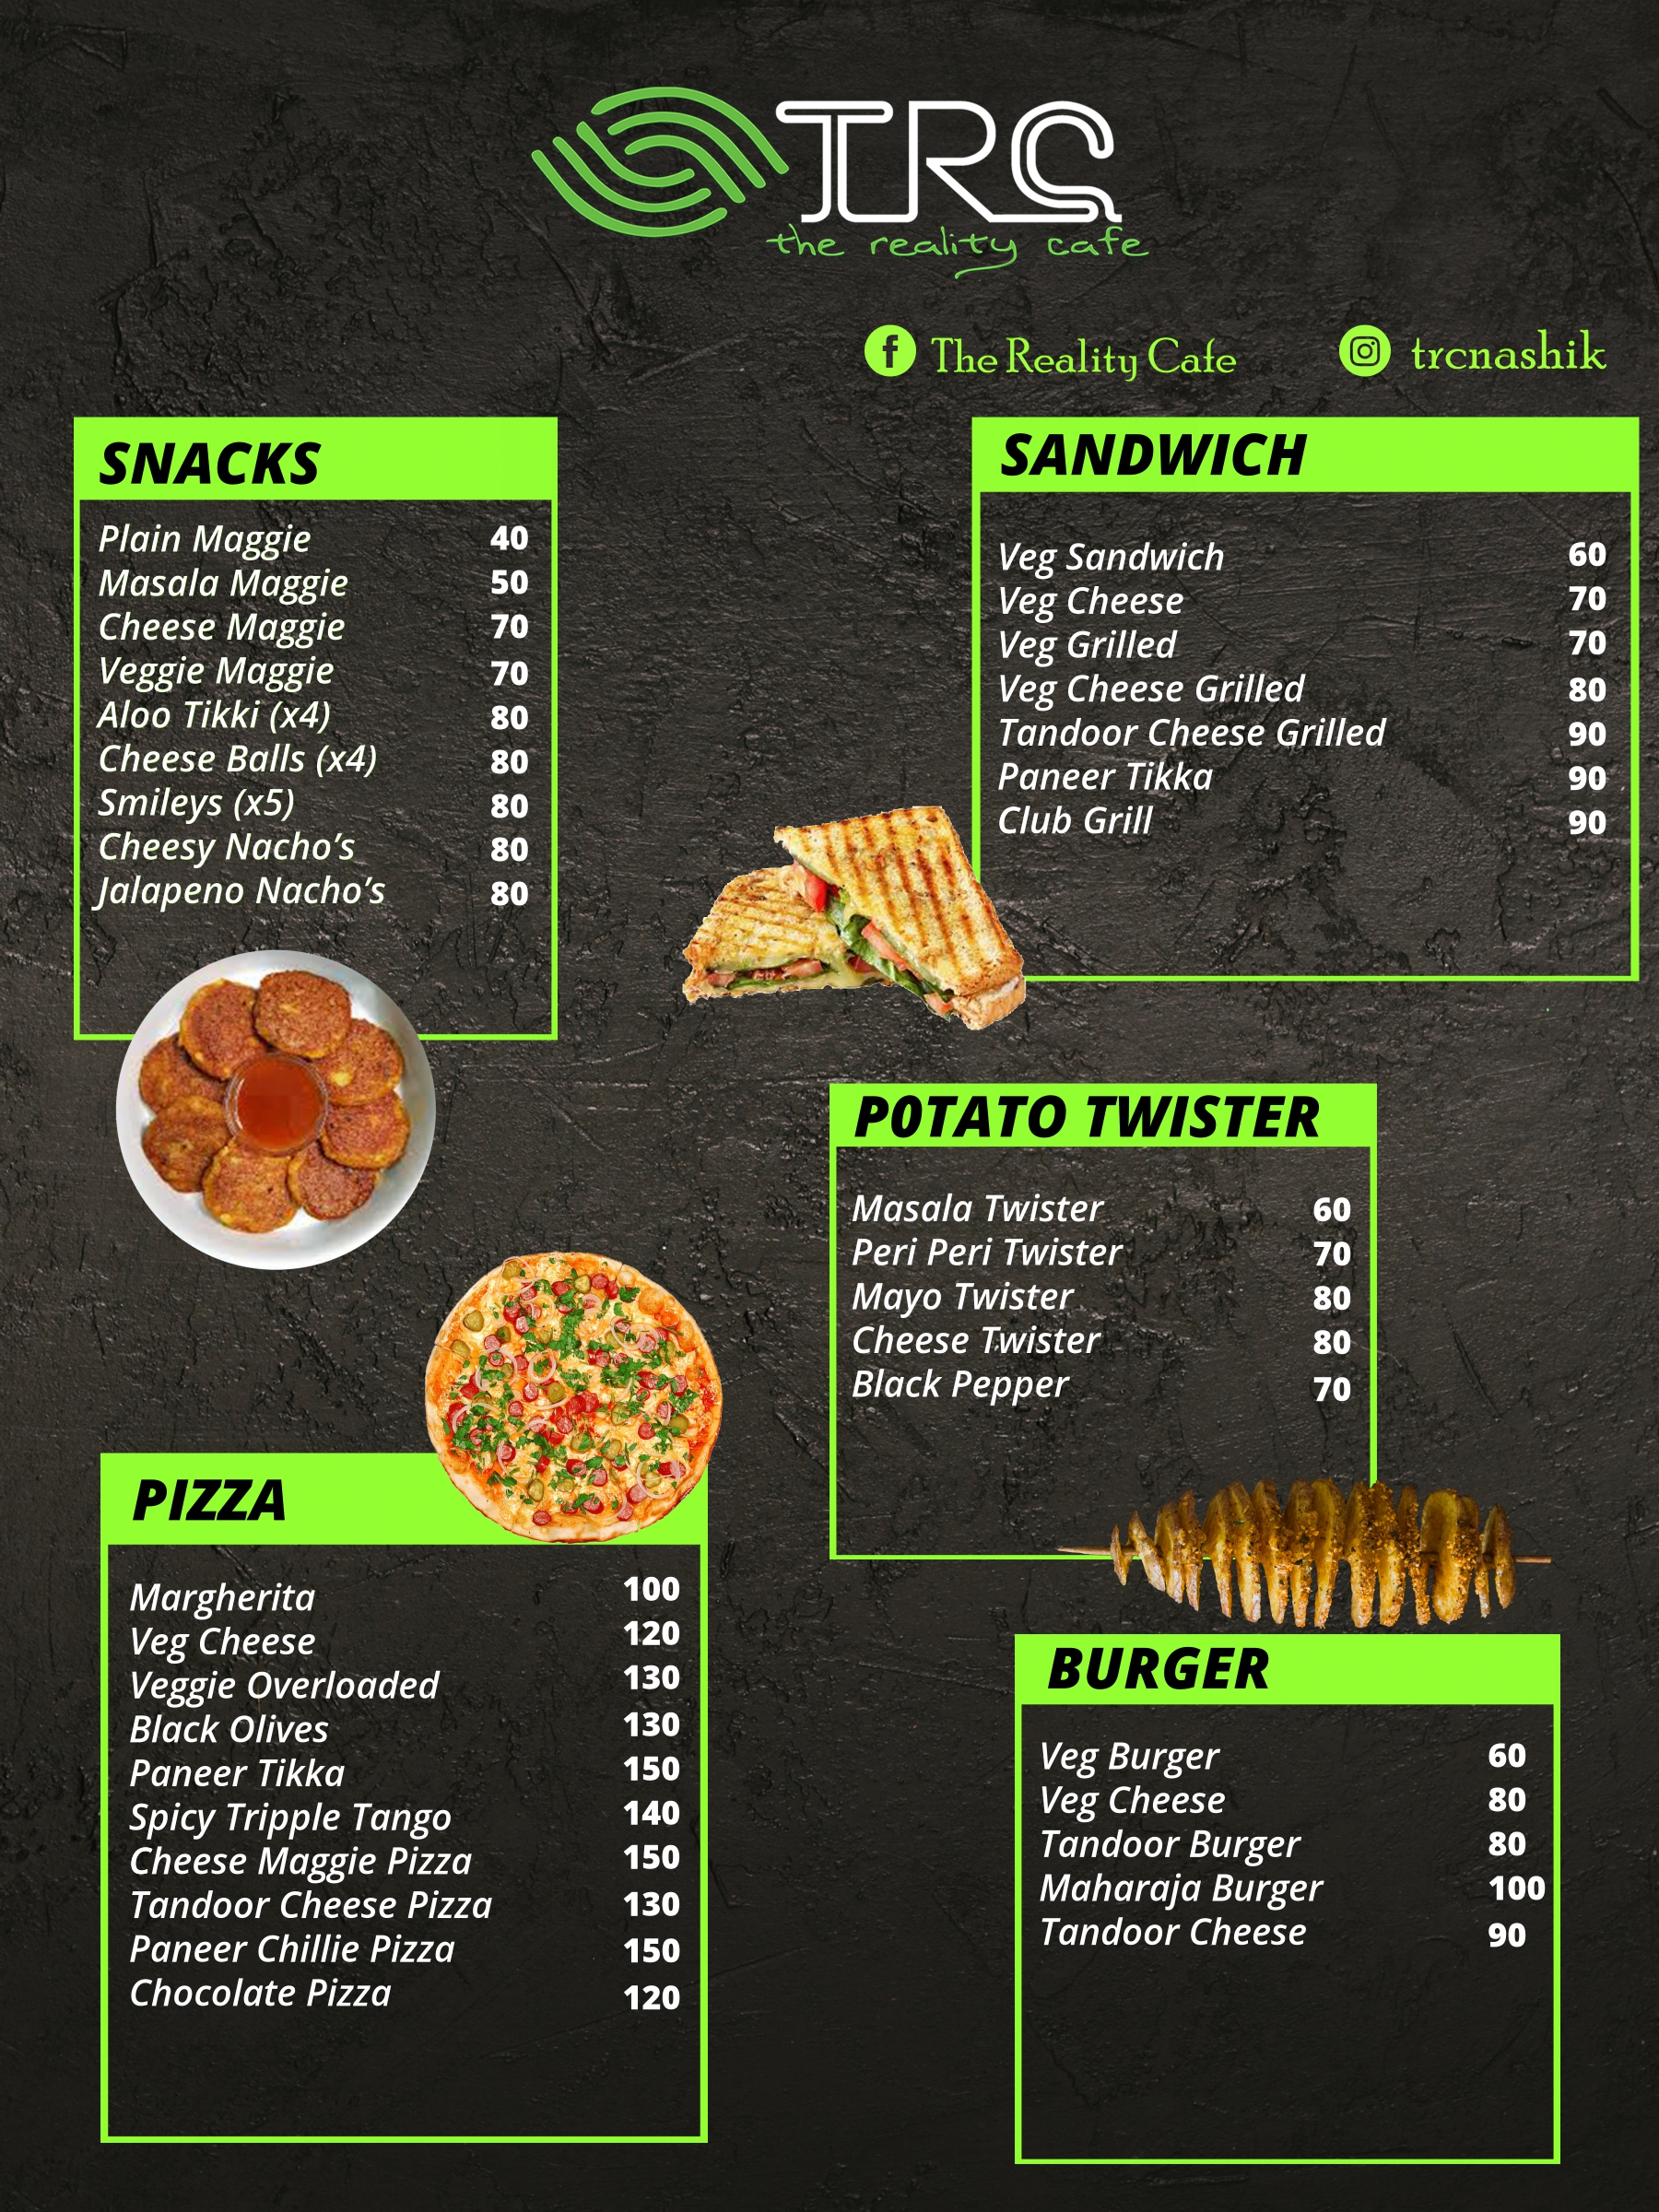 TRC
the reality cafe
The Reality Cafe
trcnashik
SNACKS
Plain Maggie 40
Masala Maggie 50
Cheese Maggie 70
Veggie Maggie 70
Aloo Tikki (x4) 80
Cheese Balls (x4) 80
Smileys (x5) 80
Cheesy Nacho’s 80
Jalapeno Nacho’s 80
SANDWICH
Veg Sandwich 60
Veg Cheese 70
Veg Grilled 70
Veg Cheese Grilled 80
Tandoor Cheese Grilled 90
Paneer Tikka 90
Club Grill 90
P0TATO TWISTER
Masala Twister 60
Peri Peri Twister 70
Mayo Twister 80
Cheese Twister 80
Black Pepper 70
PIZZA
Margherita 100
Veg Cheese 120
Veggie Overloaded 130
Black Olives 130
Paneer Tikka 150
Spicy Tripple Tango 140
Cheese Maggie Pizza 150
Tandoor Cheese Pizza 130
Paneer Chillie Pizza 150
Chocolate Pizza 120
BURGER
Veg Burger 60
Veg Cheese 80
Tandoor Burger 80
Maharaja Burger 100
Tandoor Cheese 90